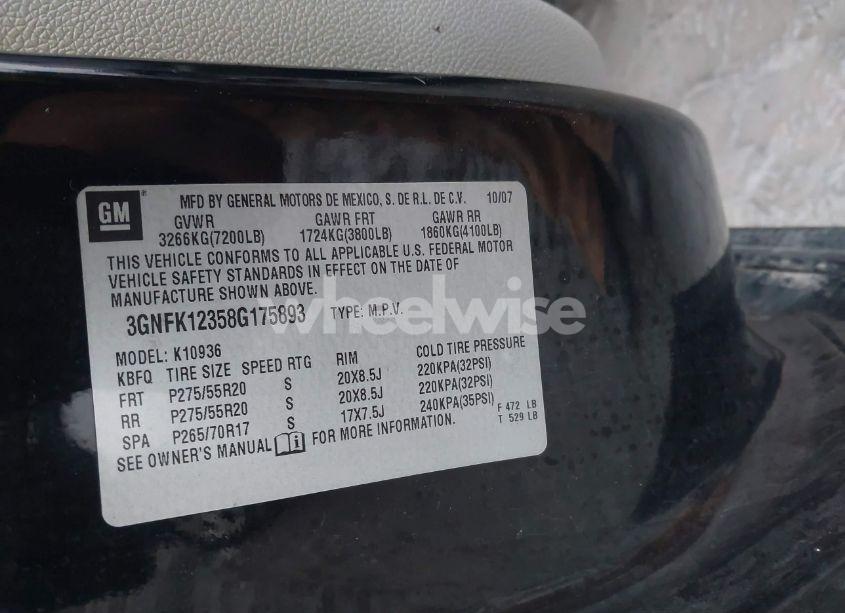 GM
MFD BY GENERAL MOTORS DE MEXICO, S. DE R.L. DE C.V. 10/07
GVWR GAWR FRT GAWR RR
3266KG(7200LB) 1724KG(3800LB) 1860KG(4100LB)
THIS VEHICLE CONFORMS TO ALL APPLICABLE U.S. FEDERAL MOTOR
VEHICLE SAFETY STANDARDS IN EFFECT ON THE DATE OF
MANUFACTURE SHOWN ABOVE.
3GNFK12358G175893 TYPE: M.P.V.
wheelwise
MODEL: K10936
KBFQ TIRE SIZE SPEED RTG RIM COLD TIRE PRESSURE
FRT P275/55R20 S 20X8.5J 220KPA(32PSI)
RR P275/55R20 S 20X8.5J 220KPA(32PSI)
SPA P265/70R17 S 17X7.5J 240KPA(35PSI)
F 472 LB
T 529 LB
SEE OWNER'S MANUAL FOR MORE INFORMATION.